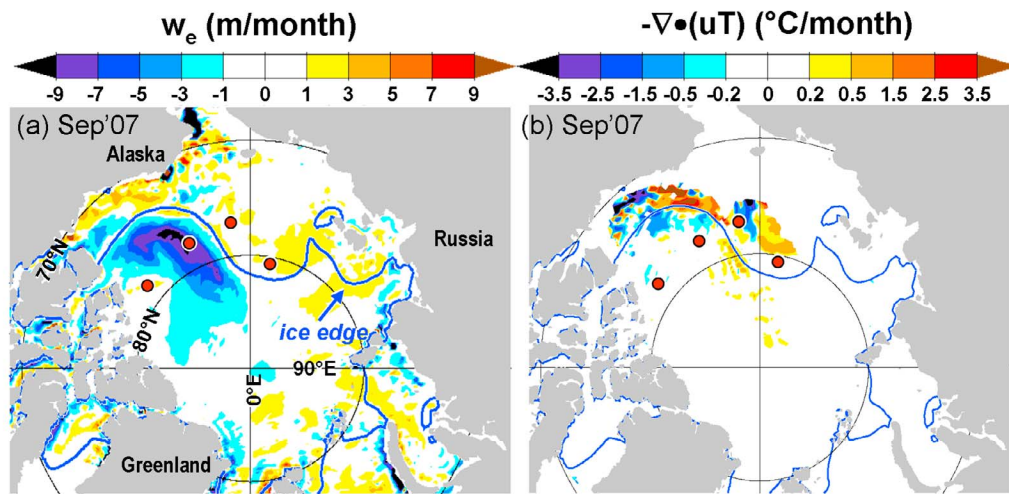 wₑ (m/month)
-9 -7 -5 -3 -1 0 1 3 5 7 9
(a) Sep'07
Alaska
Russia
70°N
80°N
ice edge
0°E
90°E
Greenland
-∇•(uT) (°C/month)
-3.5 -2.5 -1.5 -0.5 -0.2 0 0.2 0.5 1.5 2.5 3.5
(b) Sep'07